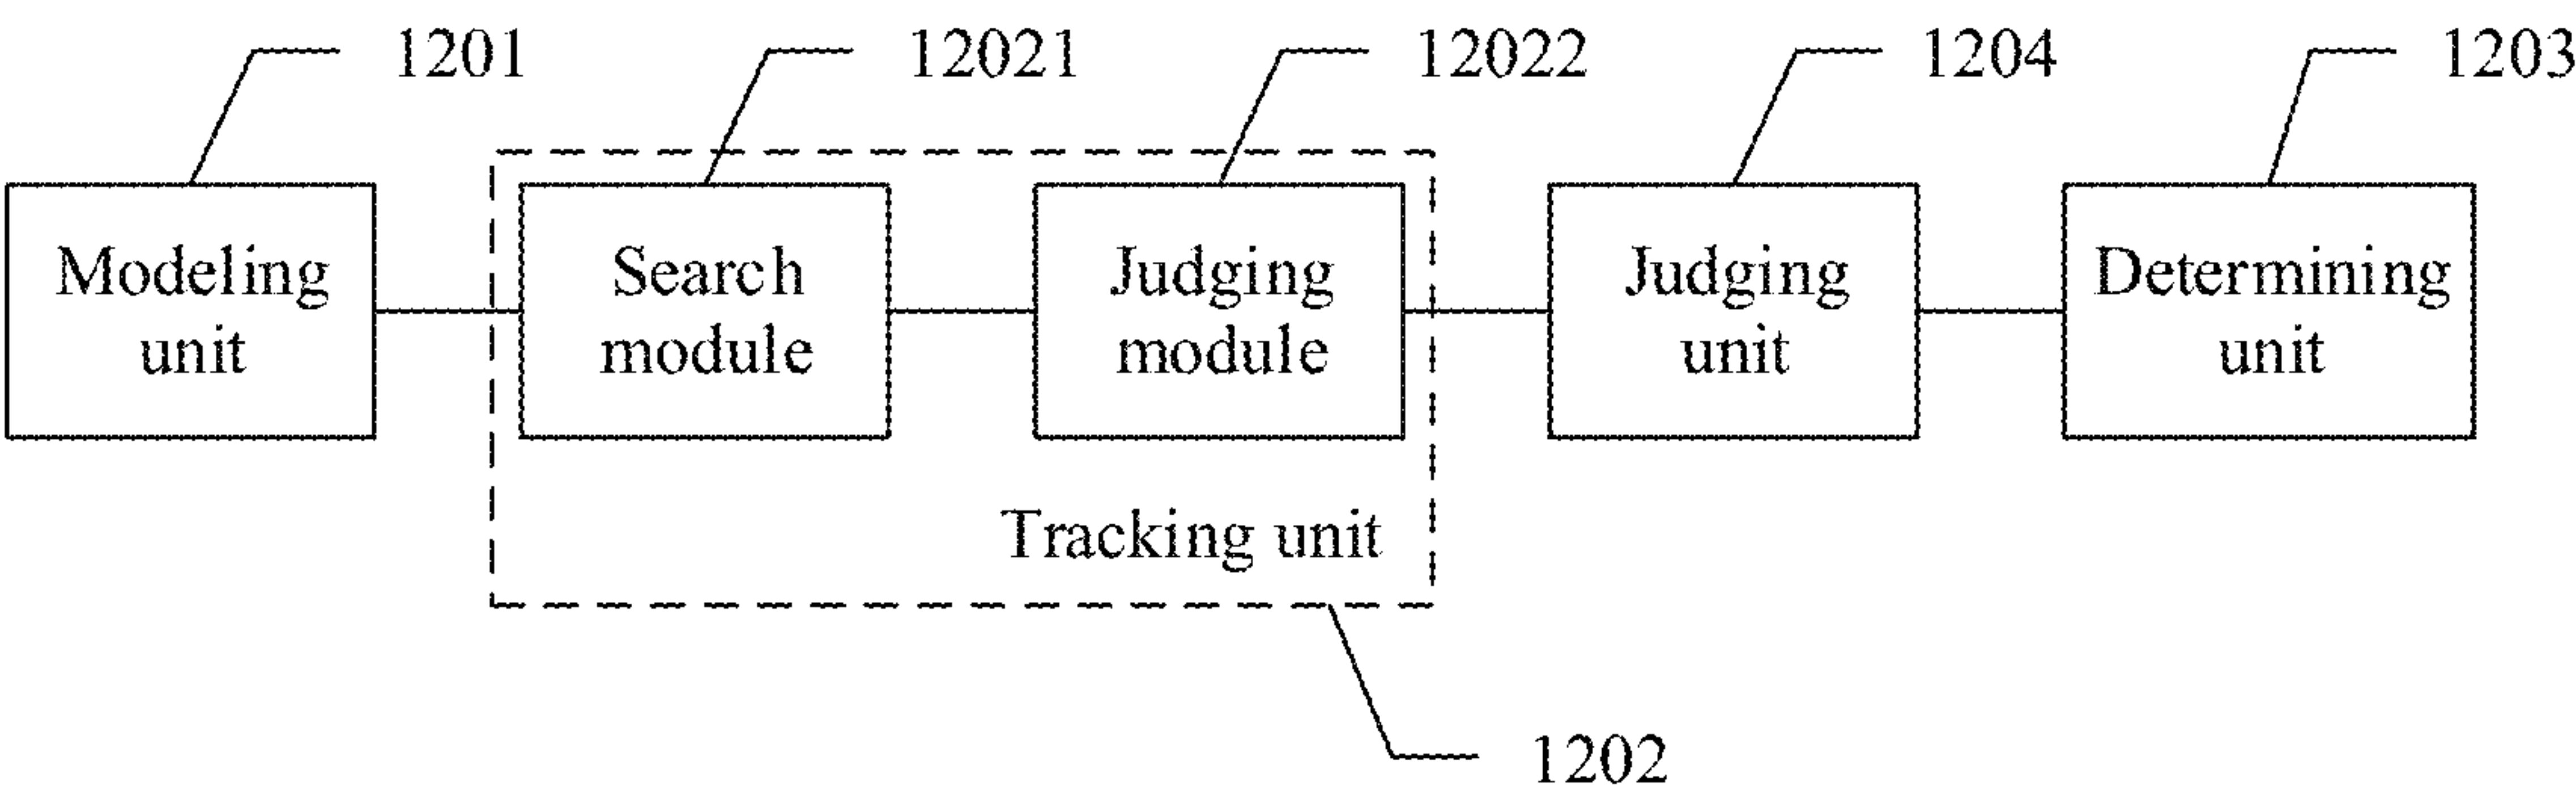 1201
12021
12022
1204
1203
Modeling
unit
Search
module
Judging
module
Judging
unit
Determining
unit
Tracking unit
1202